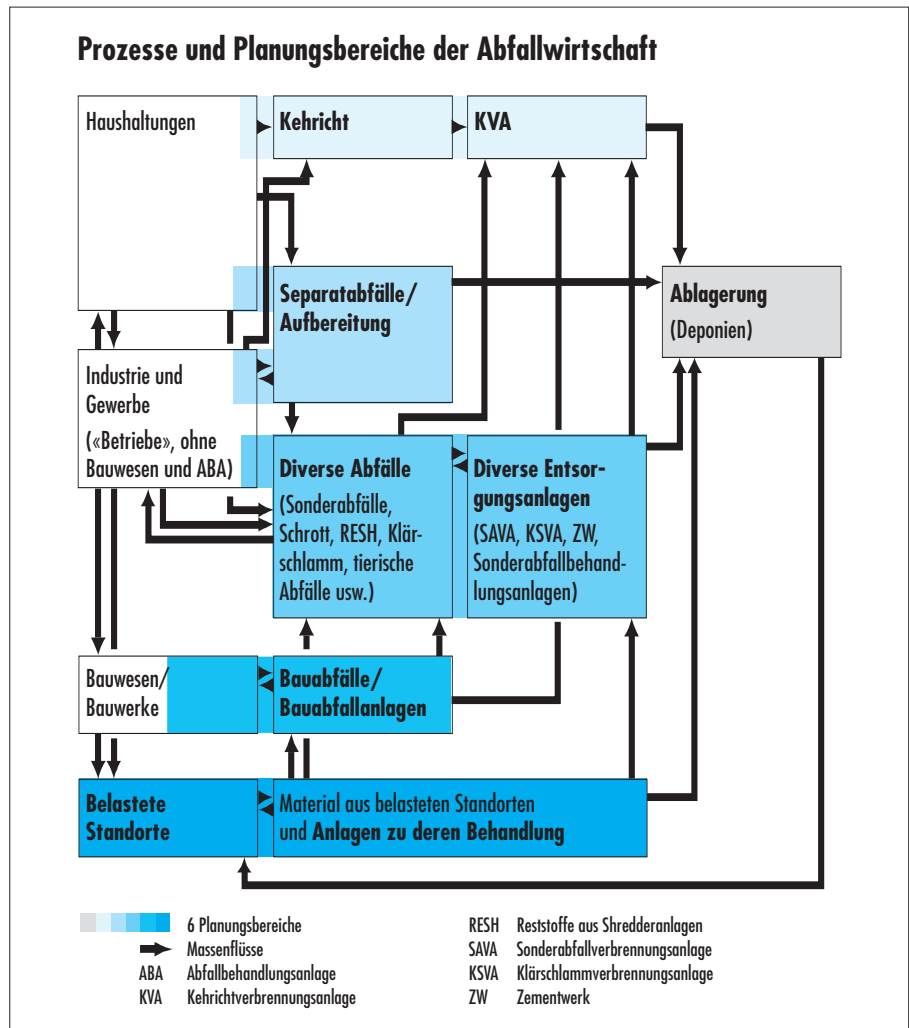 Prozesse und Planungsbereiche der Abfallwirtschaft
Haushaltungen
Kehricht
KVA
Separatabfälle/
Aufbereitung
Ablagerung
(Deponien)
Industrie und
Gewerbe
(«Betriebe», ohne
Bauwesen und ABA)
Diverse Abfälle
(Sonderabfälle,
Schrott, RESH, Klär-
schlamm, tierische
Abfälle usw.)
Diverse Entsor-
gungsanlagen
(SAVA, KSVA, ZW,
Sonderabfallbehand-
lungsanlagen)
Bauwesen/
Bauwerke
Bauabfälle/
Bauabfallanlagen
Belastete
Standorte
Material aus belasteten Standorten
und Anlagen zu deren Behandlung
6 Planungsbereiche
Massenflüsse
ABA Abfallbehandlungsanlage
KVA Kehrichtverbrennungsanlage
RESH Reststoffe aus Shredderanlagen
SAVA Sonderabfallverbrennungsanlage
KSVA Klärschlammverbrennungsanlage
ZW Zementwerk